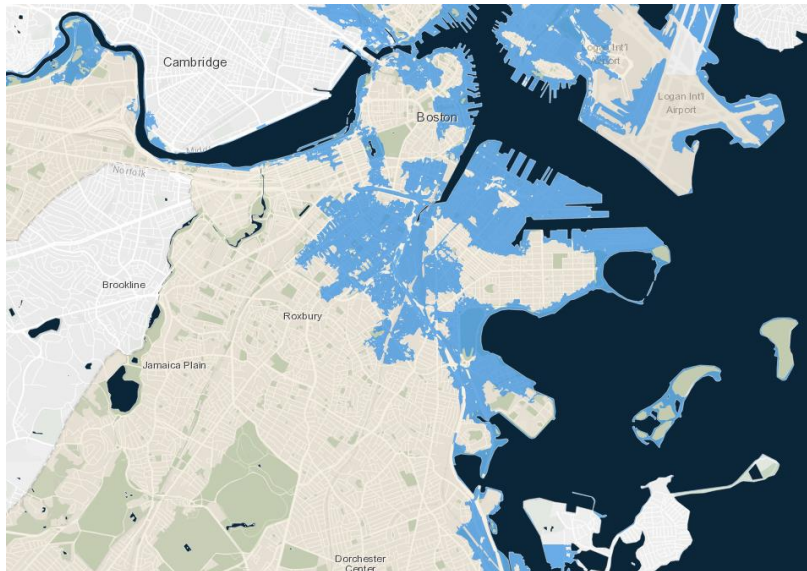 Cambridge
Logan Int'l
Airport
Logan Int'l
Airport
Boston
Norfolk
Brookline
Roxbury
Jamaica Plain
Dorchester
Center